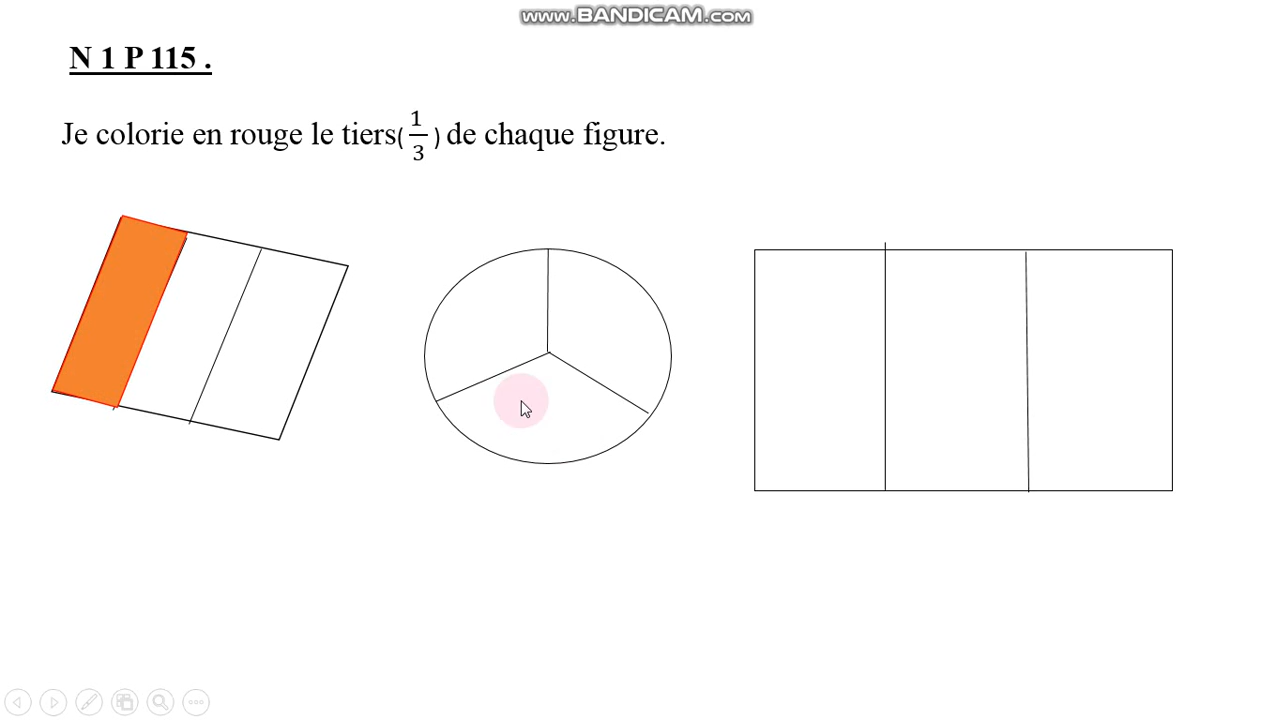 www.BANDICAM.com
N 1 P 115 .
Je colorie en rouge le tiers( 1/3 ) de chaque figure.